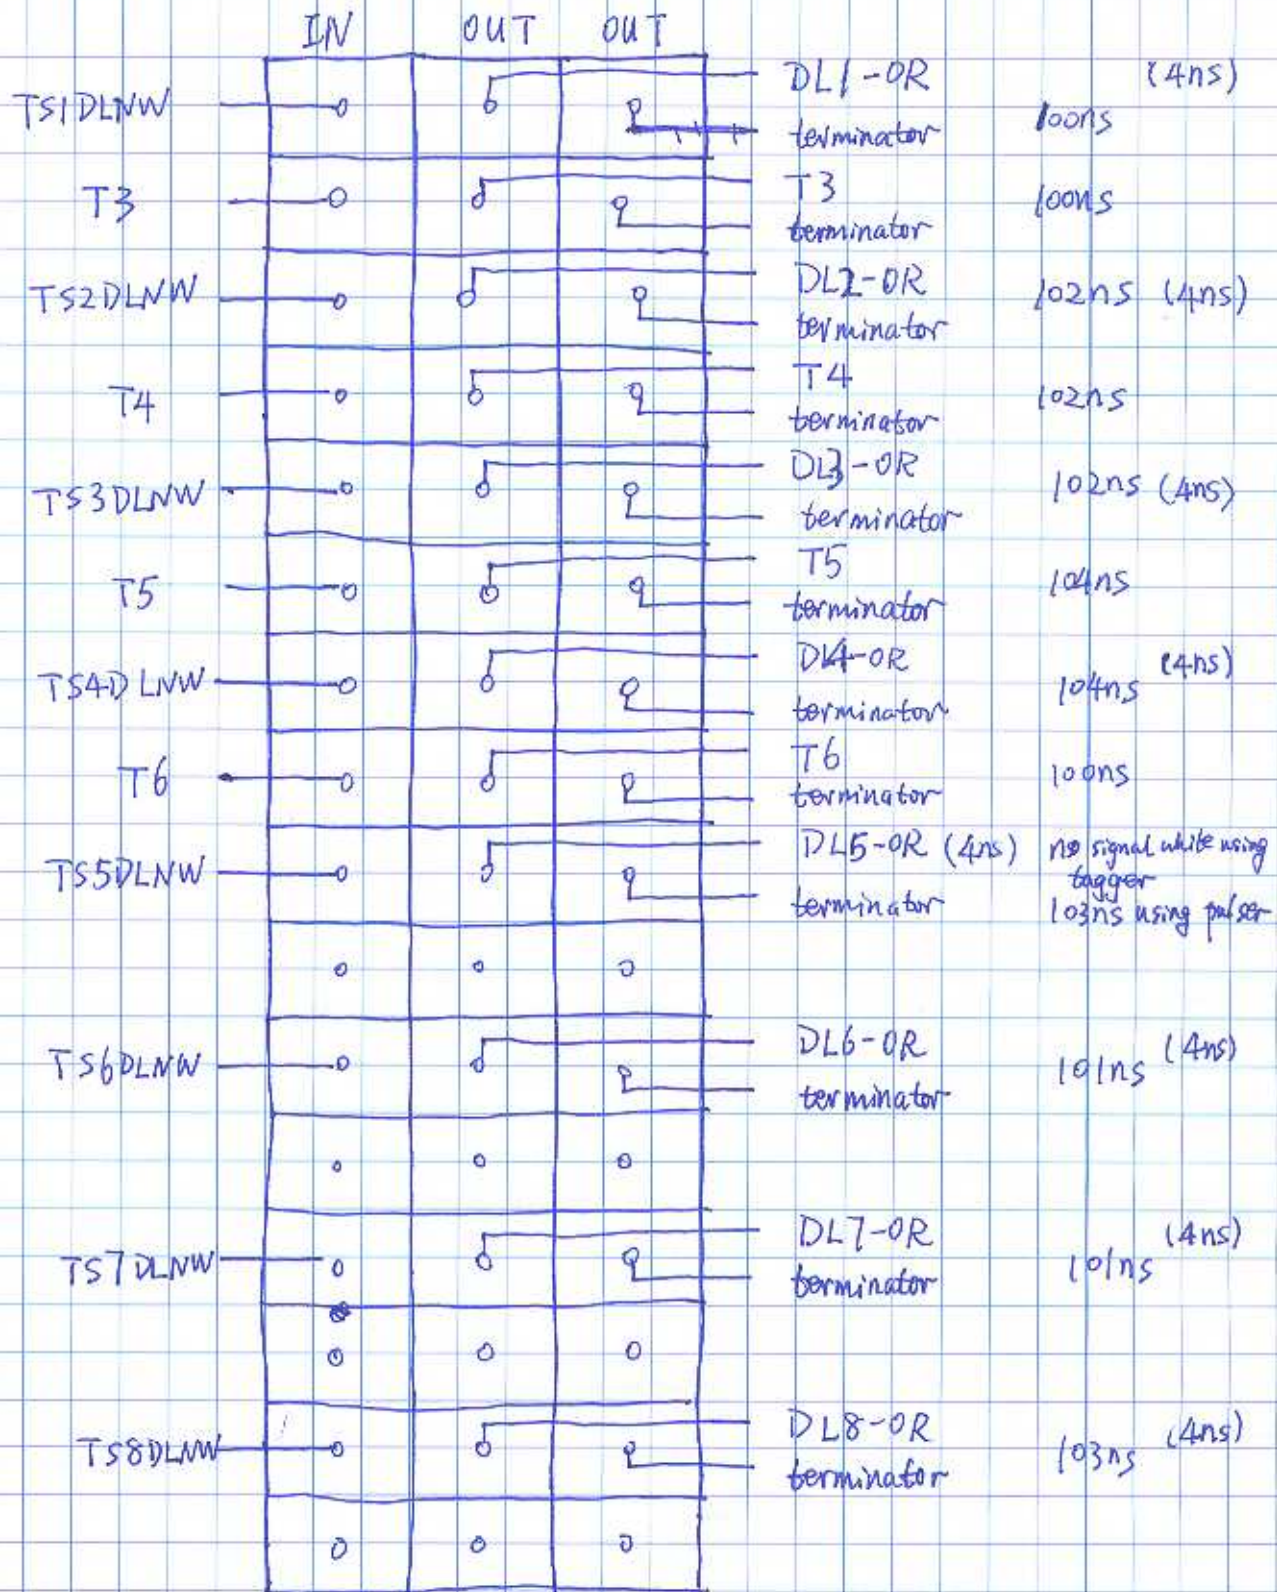 IN OUT OUT
TS1DLNW DL1-OR (4ns)
terminator 100ns
T3 T3 100ns
terminator
TS2DLNW DL2-OR 102ns (4ns)
terminator
T4 T4 102ns
terminator
TS3DLNW DL3-OR 102ns (4ns)
terminator
T5 T5 104ns
terminator
TS4DLNW DL4-OR 104ns (4ns)
terminator
T6 T6 100ns
terminator
TS5DLNW DL5-OR (4ns) no signal while using
tagger
terminator 103ns using pulser
TS6DLNW DL6-OR 101ns (4ns)
terminator
TS7DLNW DL7-OR 101ns (4ns)
terminator
TS8DLNW DL8-OR 103ns (4ns)
terminator